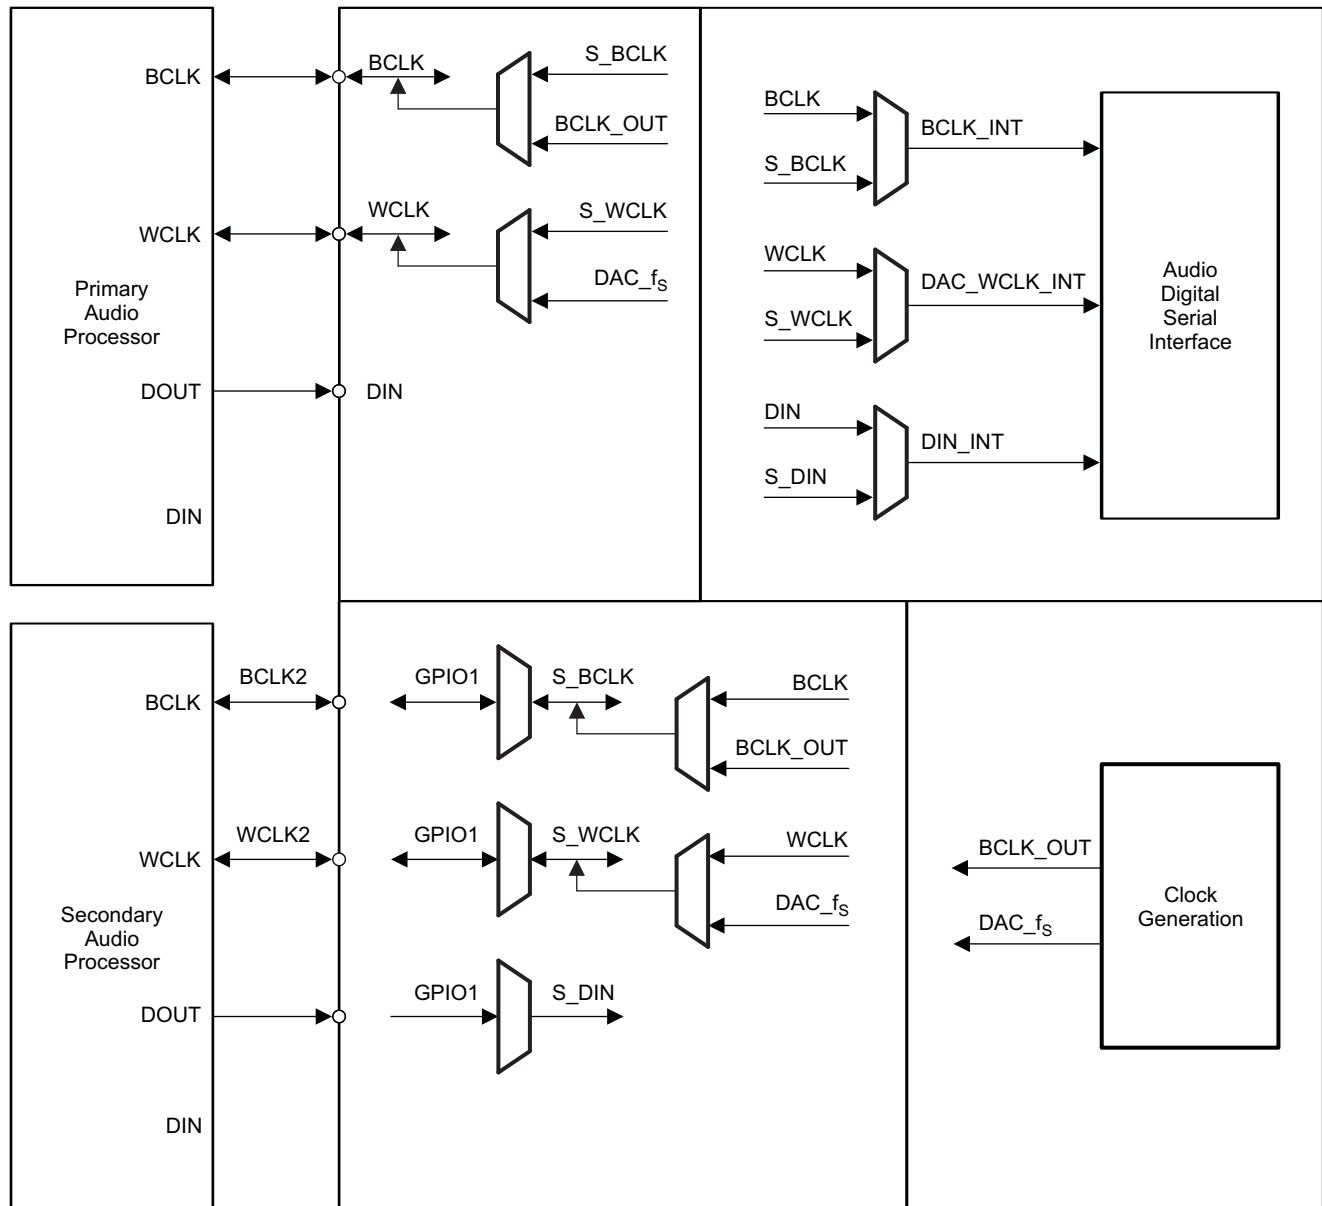 BCLK
WCLK
Primary
Audio
Processor
DOUT
DIN
BCLK
S_BCLK
BCLK_OUT
WCLK
S_WCLK
DAC_fS
DIN
BCLK
S_BCLK
BCLK_INT
WCLK
S_WCLK
DAC_WCLK_INT
DIN
S_DIN
DIN_INT
Audio
Digital
Serial
Interface
BCLK
BCLK2
WCLK
WCLK2
Secondary
Audio
Processor
DOUT
DIN
GPIO1
S_BCLK
BCLK
BCLK_OUT
GPIO1
S_WCLK
WCLK
DAC_fS
GPIO1
S_DIN
BCLK_OUT
DAC_fS
Clock
Generation